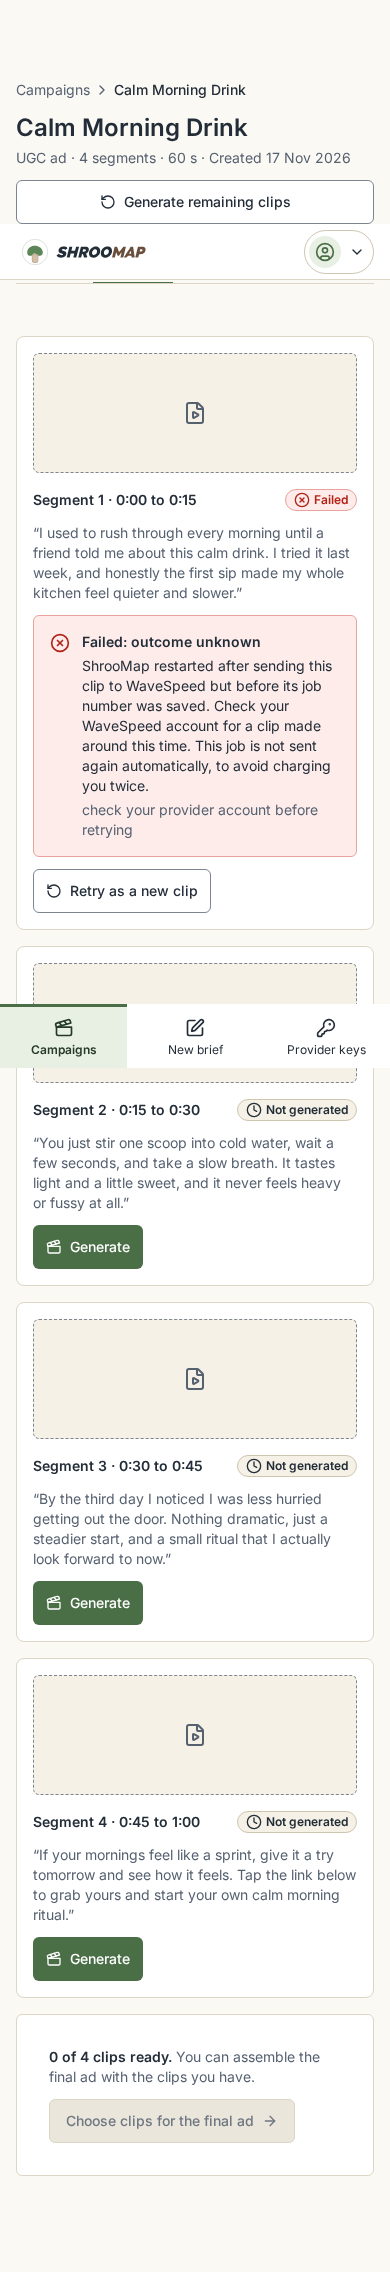 Campaigns > Calm Morning Drink
Calm Morning Drink
UGC ad · 4 segments · 60 s · Created 17 Nov 2026
Generate remaining clips
SHROOMAP
Segment 1 · 0:00 to 0:15
Failed
“I used to rush through every morning until a
friend told me about this calm drink. I tried it last
week, and honestly the first sip made my whole
kitchen feel quieter and slower.”
Failed: outcome unknown
ShrooMap restarted after sending this
clip to WaveSpeed but before its job
number was saved. Check your
WaveSpeed account for a clip made
around this time. This job is not sent
again automatically, to avoid charging
you twice.
check your provider account before
retrying
Retry as a new clip
Campaigns
New brief
Provider keys
Segment 2 · 0:15 to 0:30
Not generated
“You just stir one scoop into cold water, wait a
few seconds, and take a slow breath. It tastes
light and a little sweet, and it never feels heavy
or fussy at all.”
Generate
Segment 3 · 0:30 to 0:45
Not generated
“By the third day I noticed I was less hurried
getting out the door. Nothing dramatic, just a
steadier start, and a small ritual that I actually
look forward to now.”
Generate
Segment 4 · 0:45 to 1:00
Not generated
“If your mornings feel like a sprint, give it a try
tomorrow and see how it feels. Tap the link below
to grab yours and start your own calm morning
ritual.”
Generate
0 of 4 clips ready. You can assemble the
final ad with the clips you have.
Choose clips for the final ad